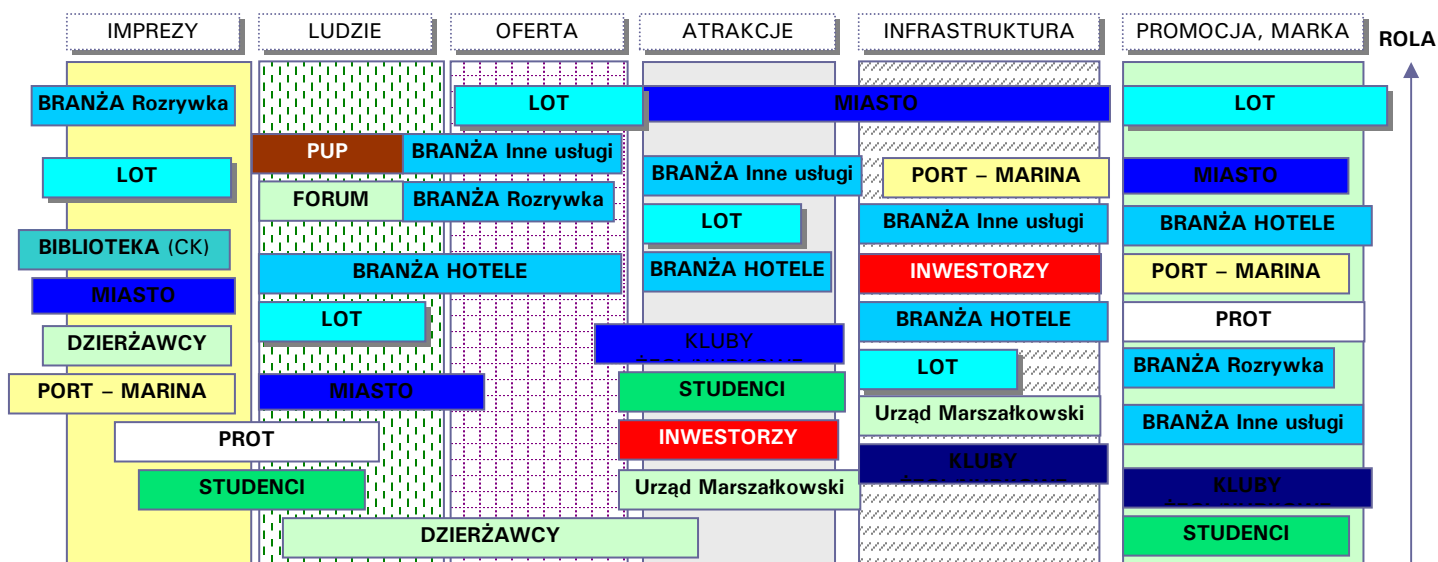 IMPREZY
LUDZIE
OFERTA
ATRAKCJE
INFRASTRUKTURA
PROMOCJA, MARKA
ROLA
BRANŻA Rozrywka
LOT
BIBLIOTEKA (CK)
MIASTO
DZIERŻAWCY
PORT – MARINA
PROT
STUDENCI
PUP
FORUM
BRANŻA HOTELE
LOT
MIASTO
DZIERŻAWCY
LOT
BRANŻA Inne usługi
BRANŻA Rozrywka
MIASTO
BRANŻA Inne usługi
LOT
BRANŻA HOTELE
KLUBY
STUDENCI
INWESTORZY
Urząd Marszałkowski
PORT – MARINA
BRANŻA Inne usługi
INWESTORZY
BRANŻA HOTELE
LOT
Urząd Marszałkowski
KLUBY
LOT
MIASTO
BRANŻA HOTELE
PORT – MARINA
PROT
BRANŻA Rozrywka
BRANŻA Inne usługi
KLUBY
STUDENCI